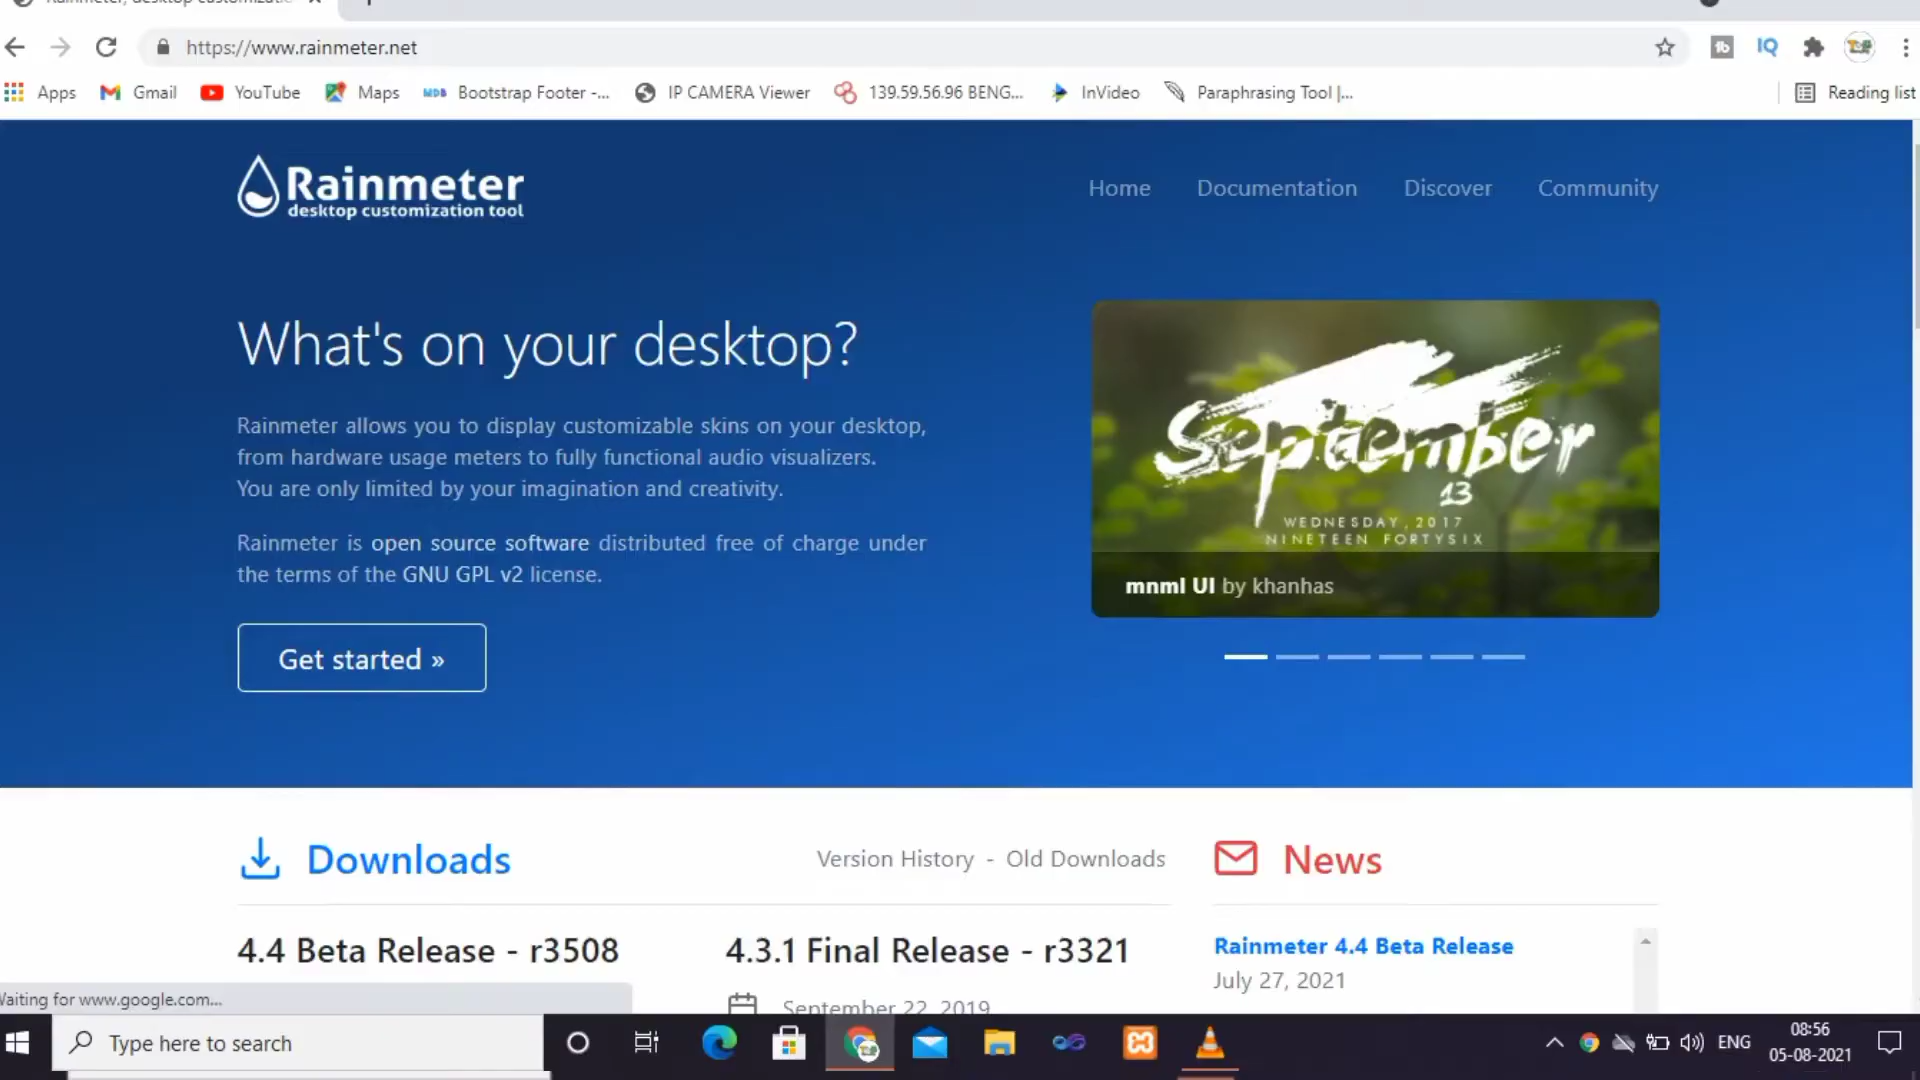 Rainmeter, desktop customizatio
https://www.rainmeter.net
Apps Gmail YouTube Maps Bootstrap Footer -... IP CAMERA Viewer 139.59.56.96 BENG... InVideo Paraphrasing Tool |... Reading list
Rainmeter
desktop customization tool
Home Documentation Discover Community
What's on your desktop?
Rainmeter allows you to display customizable skins on your desktop,
from hardware usage meters to fully functional audio visualizers.
You are only limited by your imagination and creativity.
Rainmeter is open source software distributed free of charge under
the terms of the GNU GPL v2 license.
Get started »
September
13
WEDNESDAY, 2017
NINETEEN FORTYSIX
mnml UI by khanhas
Downloads
Version History - Old Downloads
News
4.4 Beta Release - r3508
4.3.1 Final Release - r3321
September 22, 2019
Rainmeter 4.4 Beta Release
July 27, 2021
Waiting for www.google.com...
Type here to search
ENG
08:56
05-08-2021